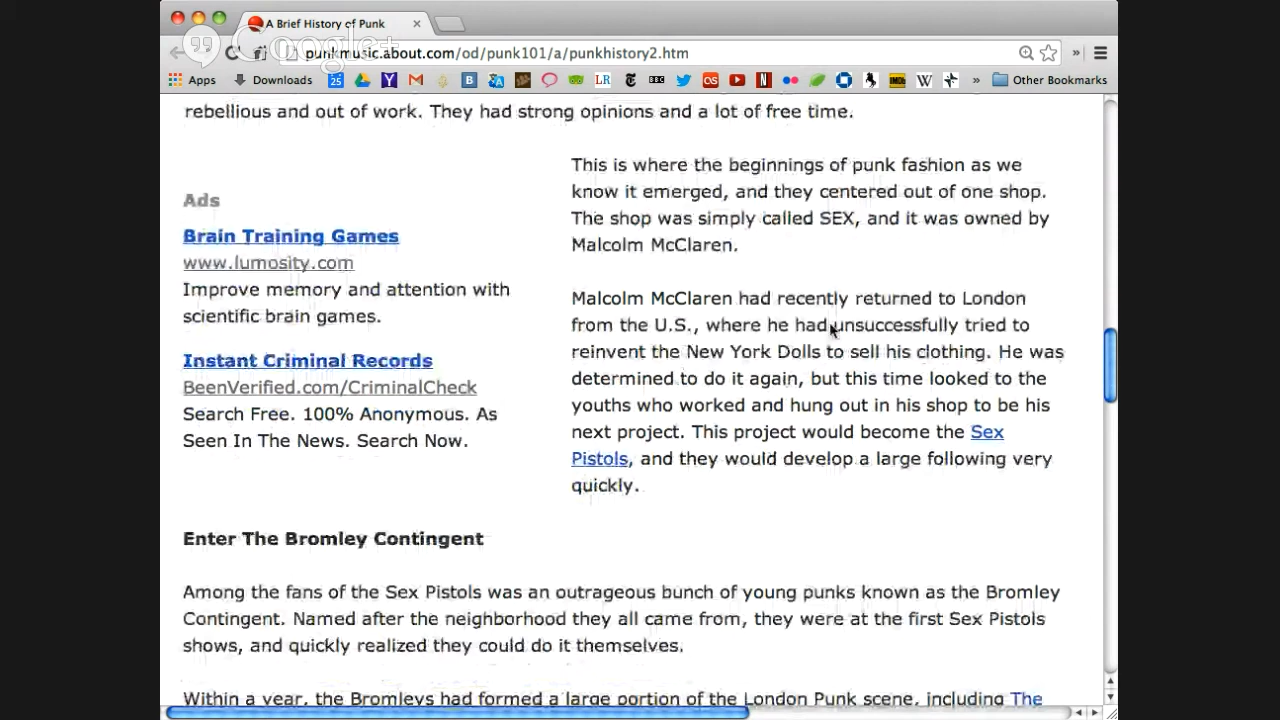 A Brief History of Punk
Google+
punkmusic.about.com/od/punk101/a/punkhistory2.htm
Apps
Downloads
25
B
LR
BBC
os
N
IMDb
W
»
Other Bookmarks
rebellious and out of work. They had strong opinions and a lot of free time.
Ads
Brain Training Games
www.lumosity.com
Improve memory and attention with
scientific brain games.
Instant Criminal Records
BeenVerified.com/CriminalCheck
Search Free. 100% Anonymous. As
Seen In The News. Search Now.
This is where the beginnings of punk fashion as we
know it emerged, and they centered out of one shop.
The shop was simply called SEX, and it was owned by
Malcolm McClaren.
Malcolm McClaren had recently returned to London
from the U.S., where he had unsuccessfully tried to
reinvent the New York Dolls to sell his clothing. He was
determined to do it again, but this time looked to the
youths who worked and hung out in his shop to be his
next project. This project would become the Sex
Pistols, and they would develop a large following very
quickly.
Enter The Bromley Contingent
Among the fans of the Sex Pistols was an outrageous bunch of young punks known as the Bromley
Contingent. Named after the neighborhood they all came from, they were at the first Sex Pistols
shows, and quickly realized they could do it themselves.
Within a year, the Bromleys had formed a large portion of the London Punk scene, including The